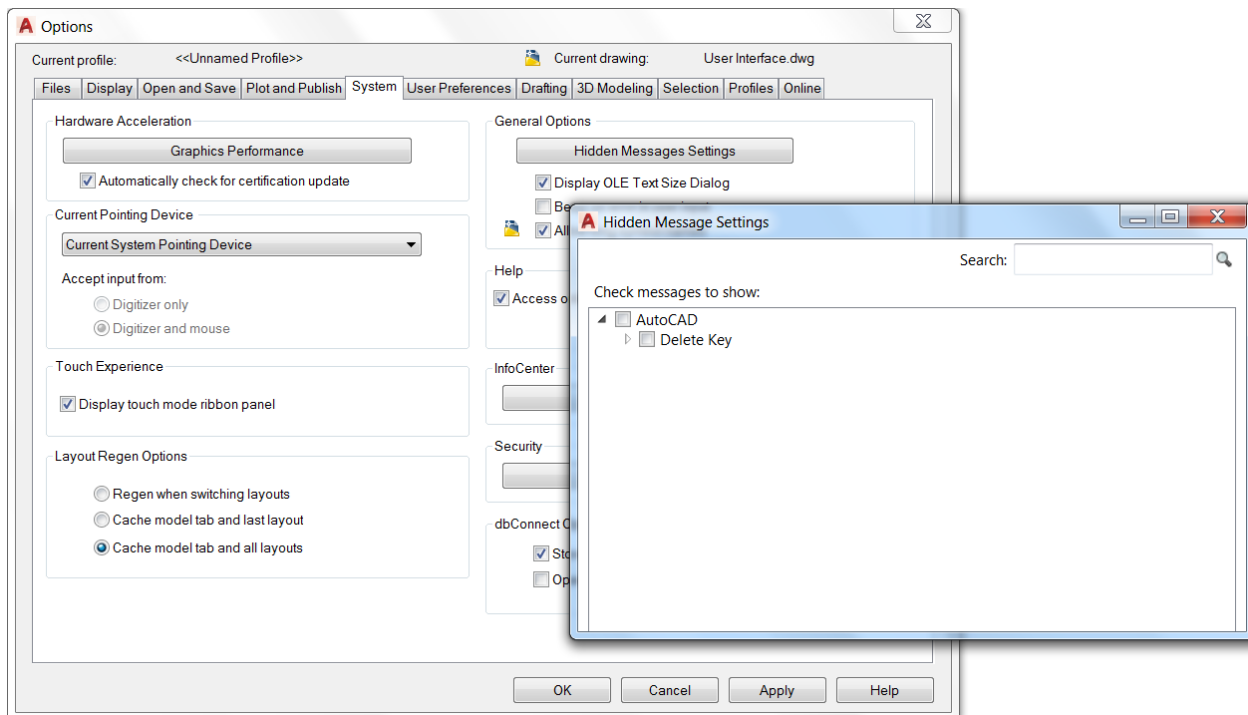 Options
Current profile: <<Unnamed Profile>> Current drawing: User Interface.dwg
Files Display Open and Save Plot and Publish System User Preferences Drafting 3D Modeling Selection Profiles Online
Hardware Acceleration
Graphics Performance
Automatically check for certification update
Current Pointing Device
Current System Pointing Device
Accept input from:
Digitizer only
Digitizer and mouse
Touch Experience
Display touch mode ribbon panel
Layout Regen Options
Regen when switching layouts
Cache model tab and last layout
Cache model tab and all layouts
General Options
Hidden Messages Settings
Display OLE Text Size Dialog
Help
Access
InfoCenter
Security
dbConnect
Hidden Message Settings
Search:
Check messages to show:
AutoCAD
Delete Key
OK Cancel Apply Help